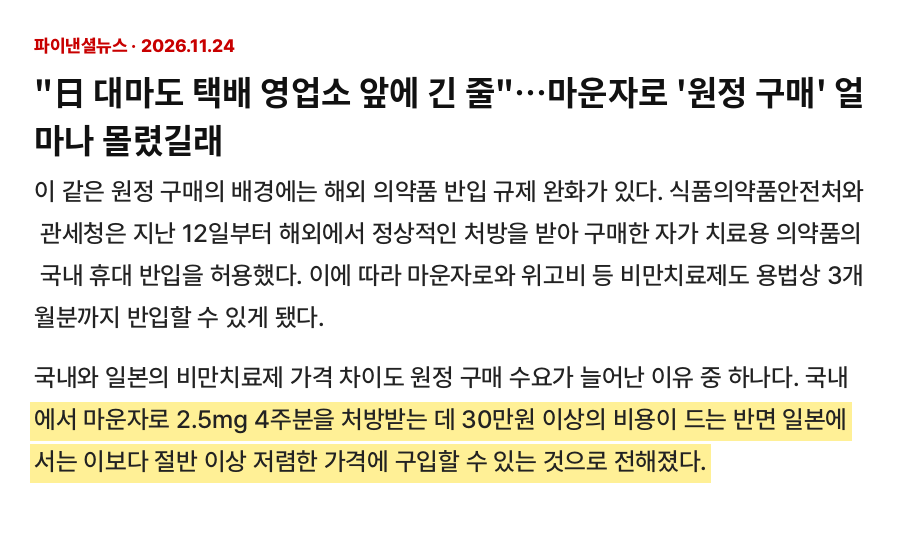 파이낸셜뉴스 · 2026.11.24
"日 대마도 택배 영업소 앞에 긴 줄"…마운자로 '원정 구매' 얼
마나 몰렸길래
이 같은 원정 구매의 배경에는 해외 의약품 반입 규제 완화가 있다. 식품의약품안전처와
관세청은 지난 12일부터 해외에서 정상적인 처방을 받아 구매한 자가 치료용 의약품의
국내 휴대 반입을 허용했다. 이에 따라 마운자로와 위고비 등 비만치료제도 용법상 3개
월분까지 반입할 수 있게 됐다.
국내와 일본의 비만치료제 가격 차이도 원정 구매 수요가 늘어난 이유 중 하나다. 국내
에서 마운자로 2.5mg 4주분을 처방받는 데 30만원 이상의 비용이 드는 반면 일본에
서는 이보다 절반 이상 저렴한 가격에 구입할 수 있는 것으로 전해졌다.